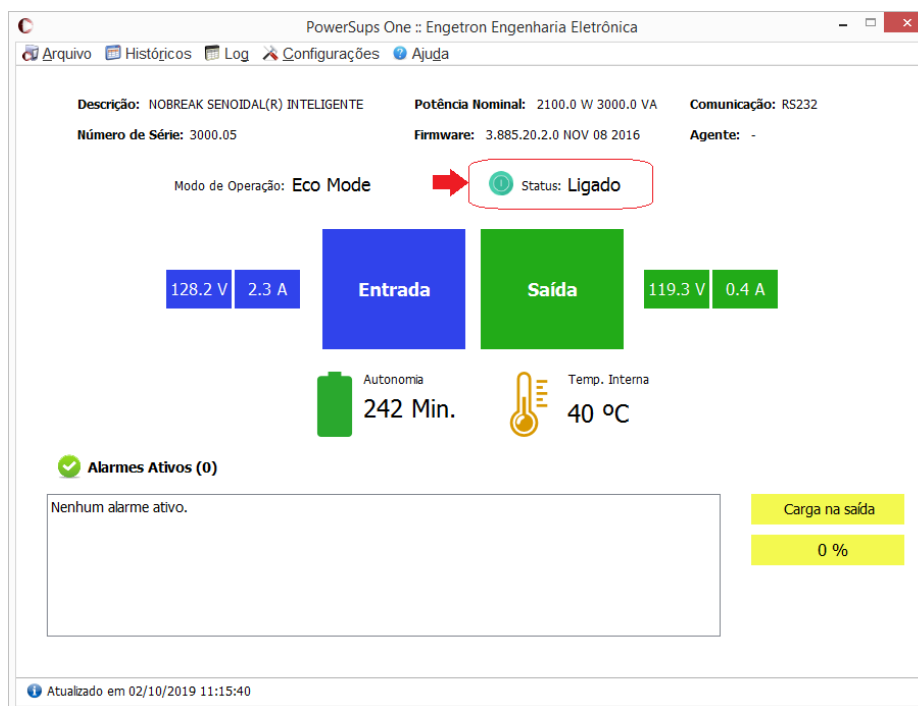 PowerSups One :: Engetron Engenharia Eletrônica
Arquivo Históricos Log Configurações Ajuda
Descrição: NOBREAK SENOIDAL(R) INTELIGENTE Potência Nominal: 2100.0 W 3000.0 VA Comunicação: RS232
Número de Série: 3000.05 Firmware: 3.885.20.2.0 NOV 08 2016 Agente: -
Modo de Operação: Eco Mode Status: Ligado
128.2 V 2.3 A Entrada Saída 119.3 V 0.4 A
Autonomia Temp. Interna
242 Min. 40 ºC
Alarmes Ativos (0)
Nenhum alarme ativo. Carga na saída
0 %
Atualizado em 02/10/2019 11:15:40